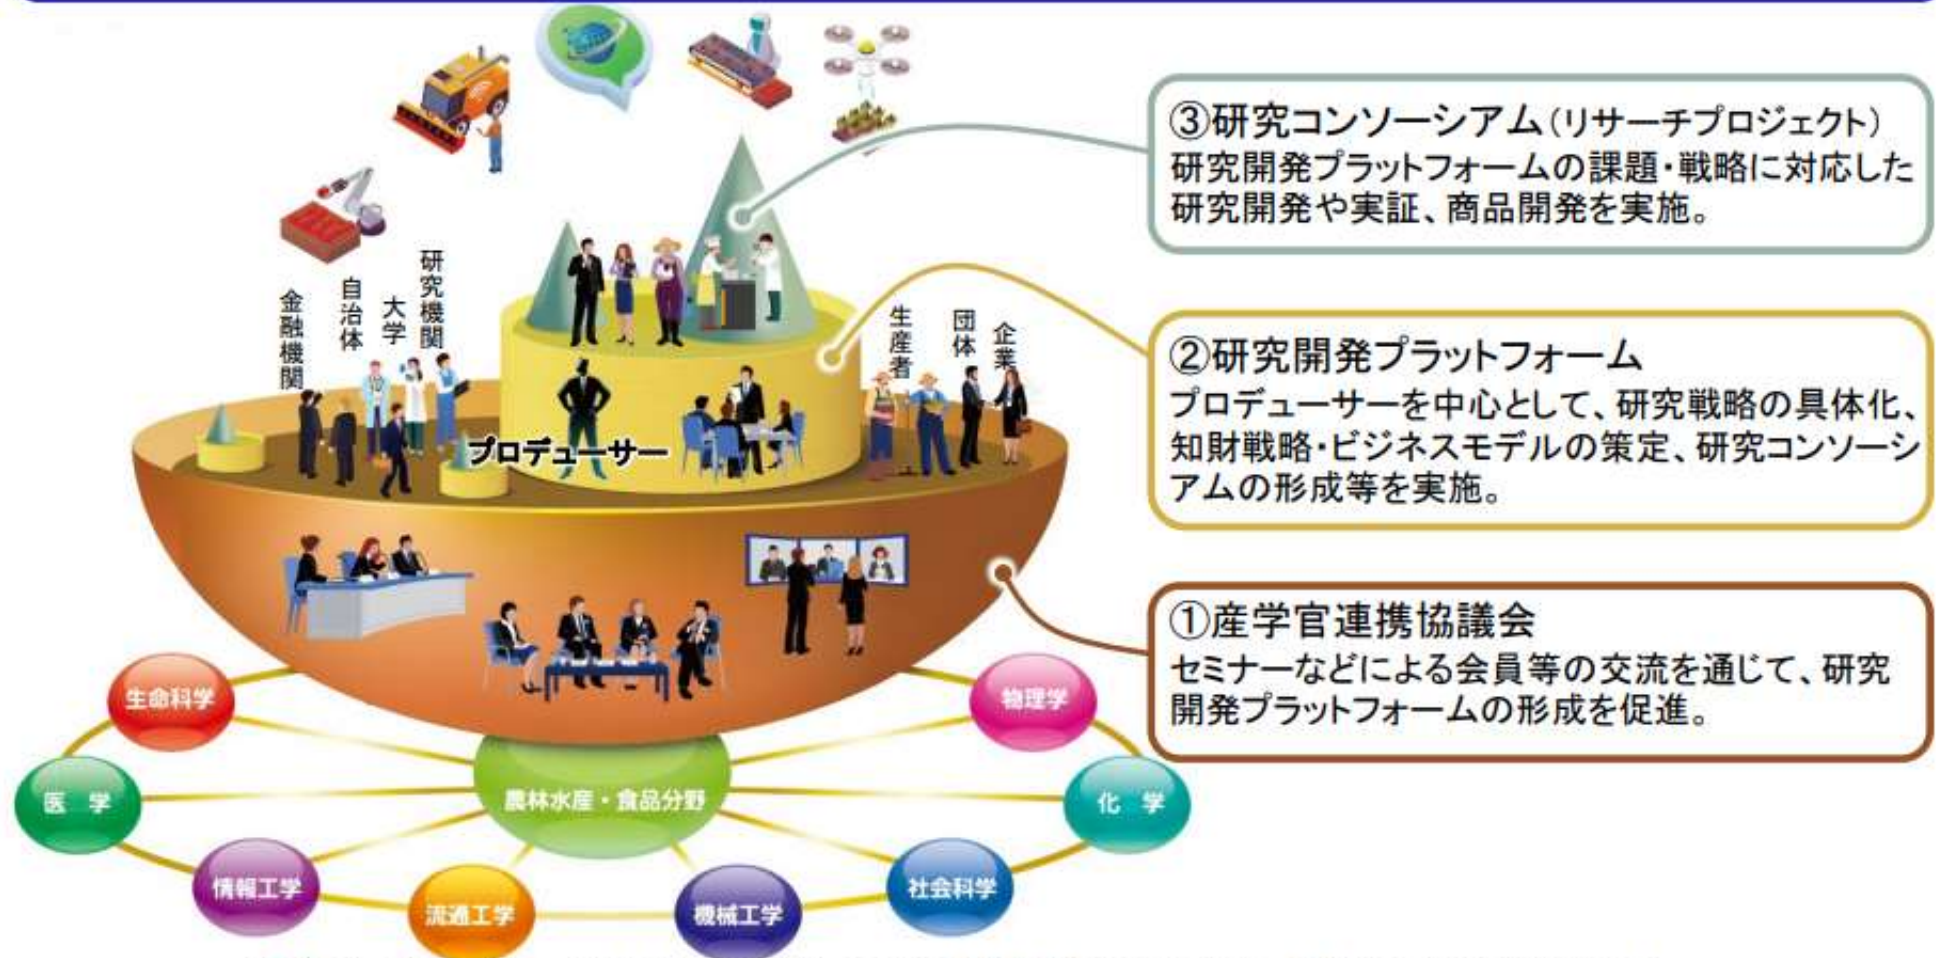 ③研究コンソーシアム(リサーチプロジェクト)
研究開発プラットフォームの課題・戦略に対応した
研究開発や実証、商品開発を実施。
金融機関
自治体
大学
研究機関
生産者
団体
企業
②研究開発プラットフォーム
プロデューサーを中心として、研究戦略の具体化、
知財戦略・ビジネスモデルの策定、研究コンソーシ
アムの形成等を実施。
プロデューサー
①産学官連携協議会
セミナーなどによる会員等の交流を通じて、研究
開発プラットフォームの形成を促進。
生命科学
物理学
医 学
農林水産・食品分野
化 学
情報工学
流通工学
機械工学
社会科学